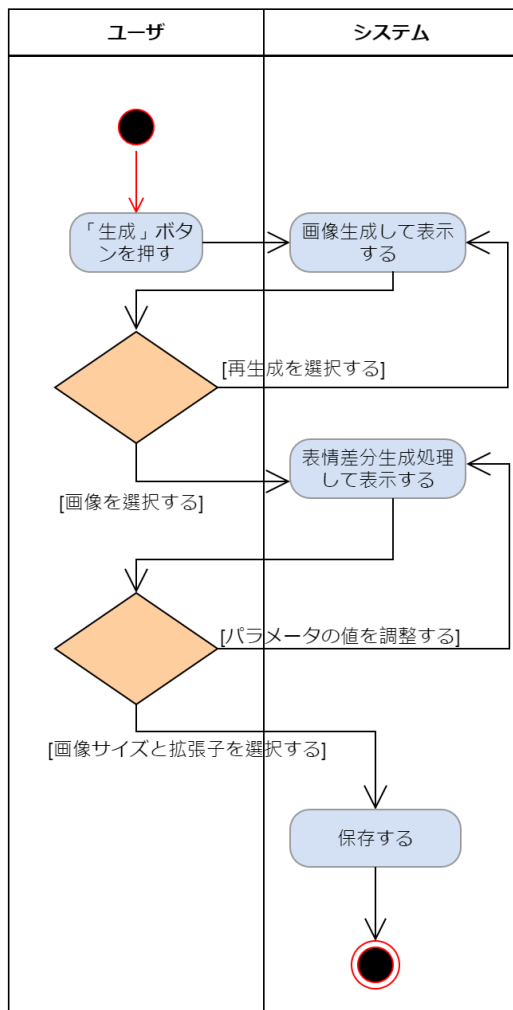 ユーザ
システム
「生成」ボタ
ンを押す
画像生成して表示
する
[再生成を選択する]
表情差分生成処理
して表示する
[画像を選択する]
[パラメータの値を調整する]
[画像サイズと拡張子を選択する]
保存する